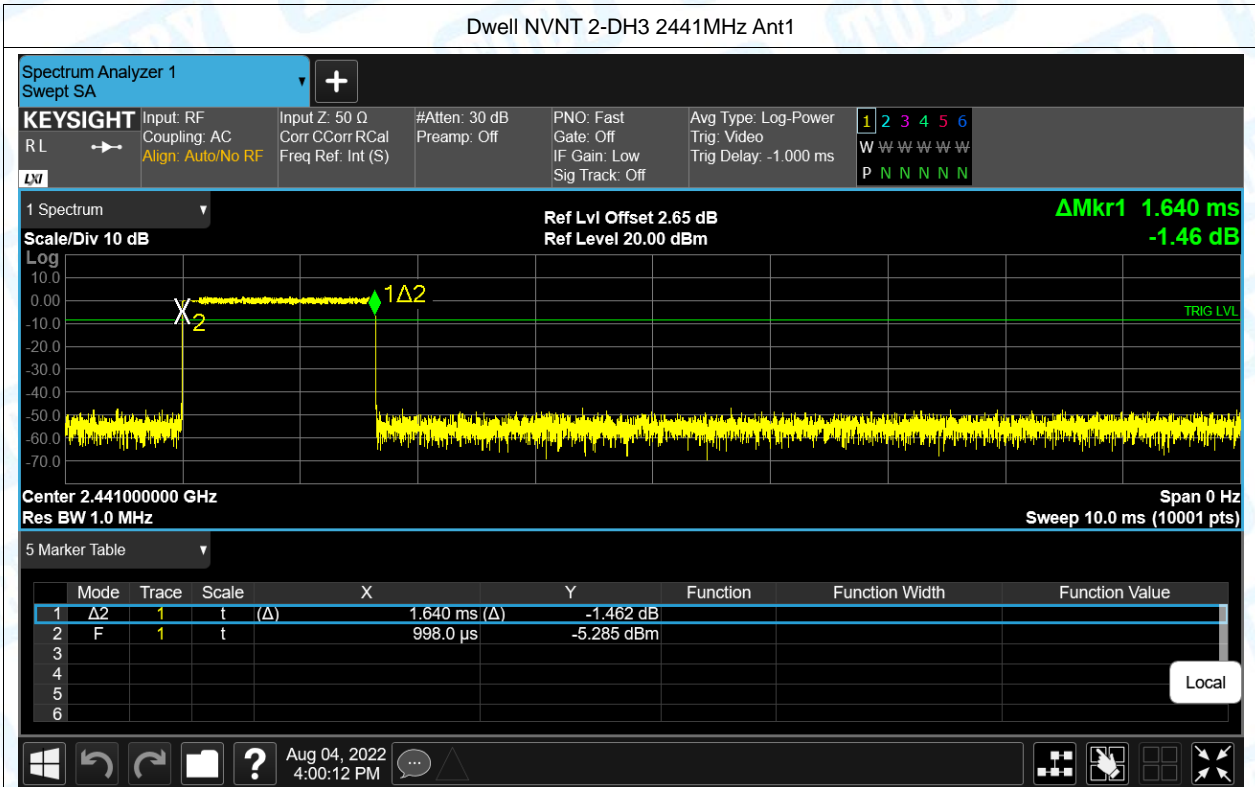 Dwell NVNT 2-DH3 2441MHz Ant1
Spectrum Analyzer 1
Swept SA
+
KEYSIGHT Input: RF Input Z: 50 Ω #Atten: 30 dB PNO: Fast Avg Type: Log-Power 1 2 3 4 5 6
R L Coupling: AC Corr CCorr RCal Preamp: Off Gate: Off Trig: Video W W W W W W
Align: Auto/No RF Freq Ref: Int (S) IF Gain: Low Trig Delay: -1.000 ms
LXI Sig Track: Off P N N N N N
1 Spectrum Ref Lvl Offset 2.65 dB ΔMkr1 1.640 ms
Scale/Div 10 dB Ref Level 20.00 dBm -1.46 dB
Log
10.0
0.00 1Δ2
-10.0 2 TRIG LVL
-20.0
-30.0
-40.0
-50.0
-60.0
-70.0
Center 2.441000000 GHz Span 0 Hz
Res BW 1.0 MHz Sweep 10.0 ms (10001 pts)
5 Marker Table
Mode Trace Scale X Y Function Function Width Function Value
1 Δ2 1 t (Δ) 1.640 ms (Δ) -1.462 dB
2 F 1 t 998.0 µs -5.285 dBm
3
4
5
6
Local
? Aug 04, 2022
4:00:12 PM